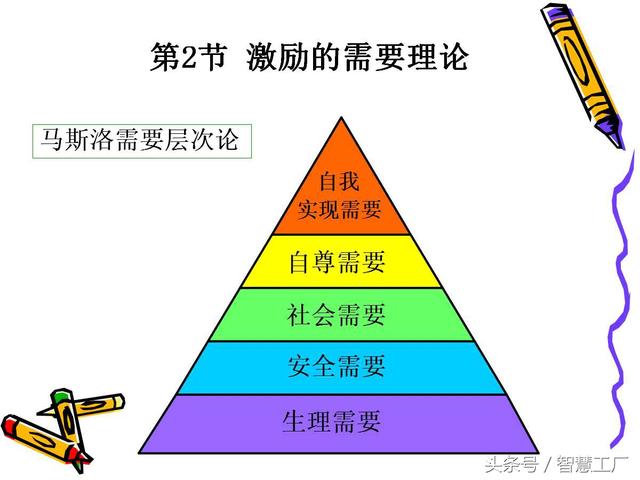 第2节 激励的需要理论
马斯洛需要层次论
自我
实现需要
自尊需要
社会需要
安全需要
生理需要
头条号 / 智慧工厂